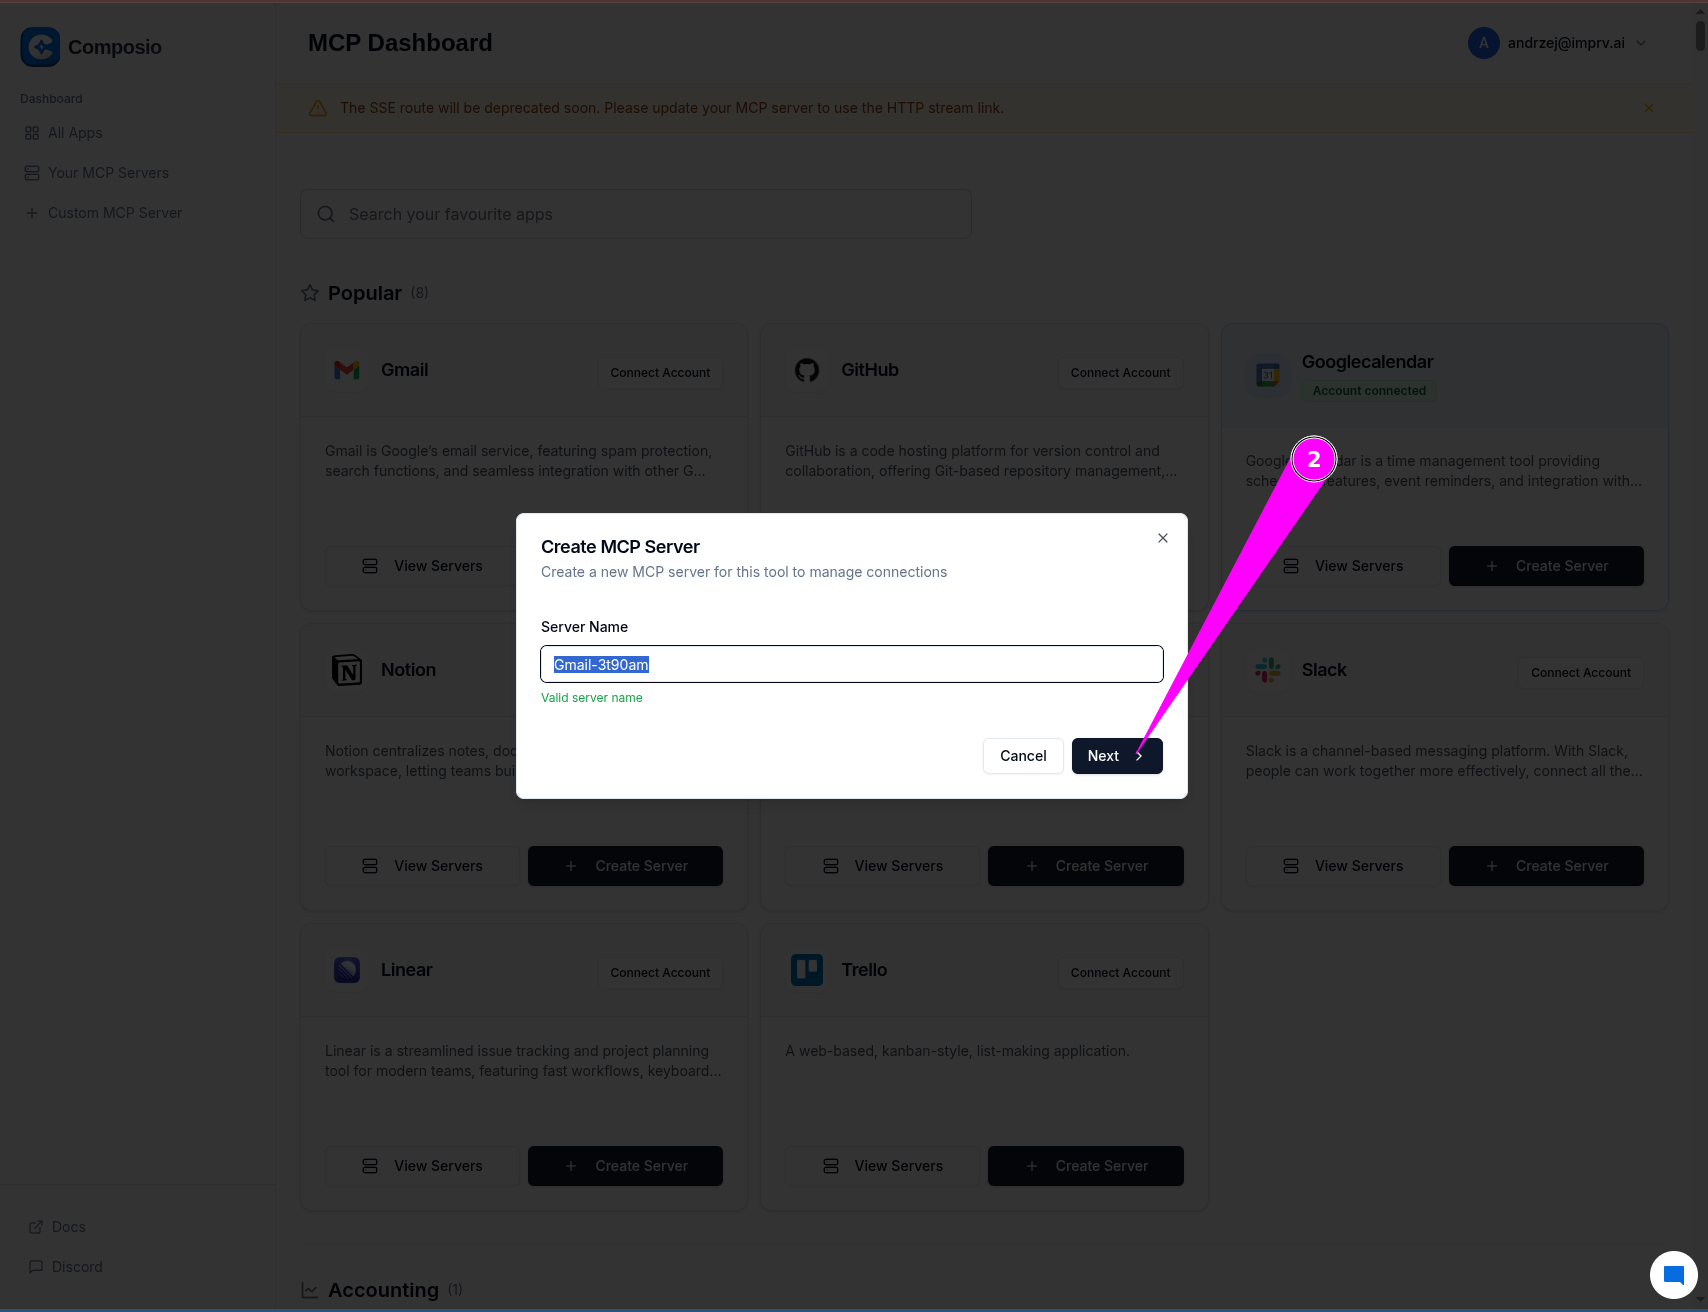 Composio
Dashboard
All Apps
Your MCP Servers
Custom MCP Server
Docs
Discord
MCP Dashboard
A
andrzej@imprv.ai
The SSE route will be deprecated soon. Please update your MCP server to use the HTTP stream link.
Search your favourite apps
Popular (8)
Gmail
Connect Account
Gmail is Google's email service, featuring spam protection,
search functions, and seamless integration with other G...
View Servers
GitHub
Connect Account
GitHub is a code hosting platform for version control and
collaboration, offering Git-based repository management,...
Googlecalendar
31
Account connected
dar is a time management tool providing
eatures, event reminders, and integration with...
View Servers
Create Server
2
Create MCP Server
Create a new MCP server for this tool to manage connections
Server Name
Gmail-3t90am
Valid server name
Cancel
Next
Notion
Notion centralizes notes, doc
workspace, letting teams bui
View Servers
Create Server
View Servers
Create Server
Slack
Connect Account
Slack is a channel-based messaging platform. With Slack,
people can work together more effectively, connect all the...
View Servers
Create Server
Linear
Connect Account
Linear is a streamlined issue tracking and project planning
tool for modern teams, featuring fast workflows, keyboard...
View Servers
Create Server
Trello
Connect Account
A web-based, kanban-style, list-making application.
View Servers
Create Server
Accounting (1)